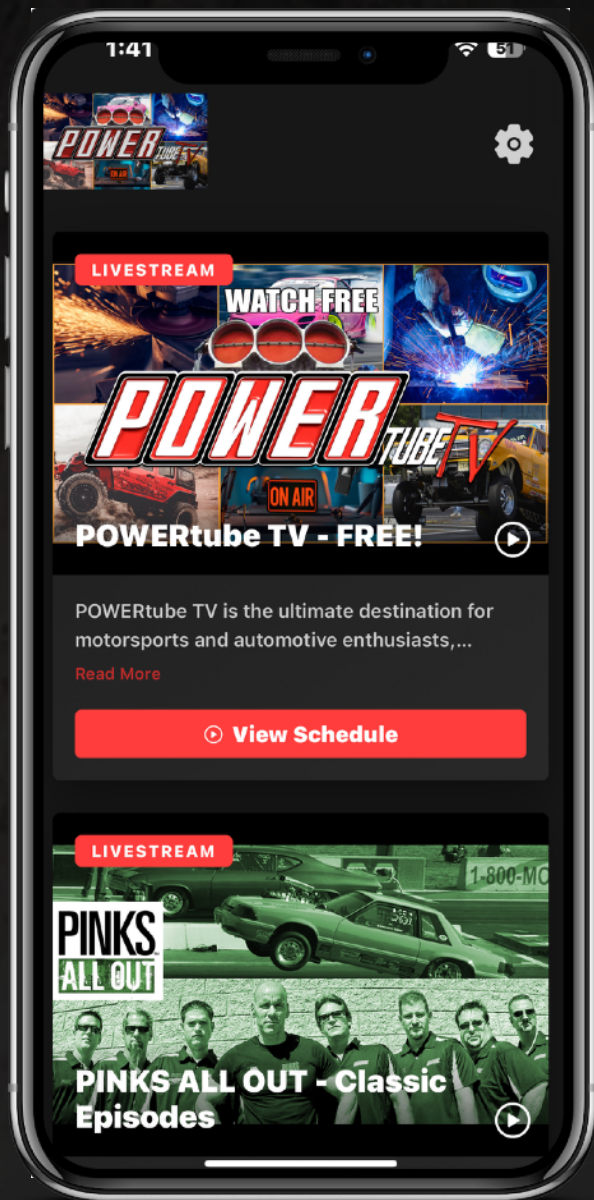 1:41
51
POWER TUBE TV
ON AIR
LIVESTREAM
WATCH FREE
POWER
TUBE TV
ON AIR
POWERtube TV - FREE!
POWERtube TV is the ultimate destination for
motorsports and automotive enthusiasts,...
Read More
View Schedule
LIVESTREAM
1-800-MO
PINKS
ALL OUT
PINKS ALL OUT - Classic
Episodes